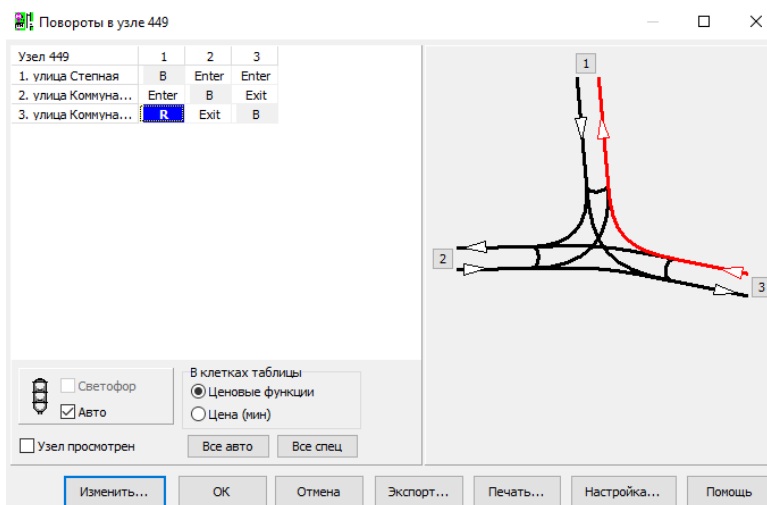 Повороты в узле 449
Узел 449 1 2 3
1. улица Степная B Enter Enter
2. улица Коммуна... Enter B Exit
3. улица Коммуна... R Exit B
1
2
3
Светофор
Авто
В клетках таблицы
Ценовые функции
Цена (мин)
Узел просмотрен
Все авто
Все спец
Изменить... OK Отмена Экспорт... Печать... Настройка... Помощь